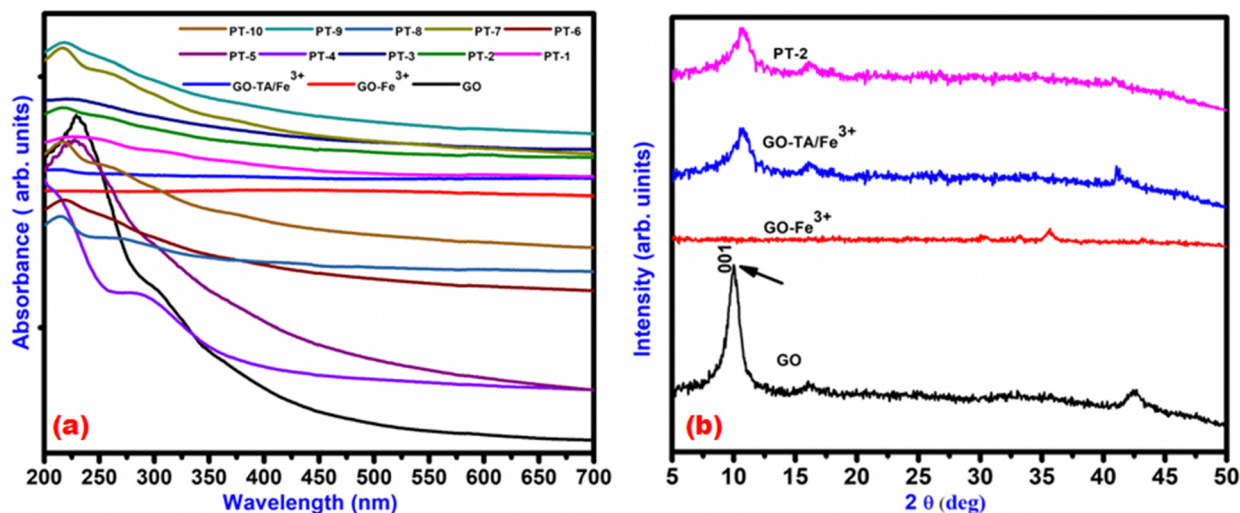 PT-10 PT-9 PT-8 PT-7 PT-6
PT-5 PT-4 PT-3 PT-2 PT-1
GO-TA/Fe3+ GO-Fe3+ GO
Absorbance ( arb. units)
(a)
200 250 300 350 400 450 500 550 600 650 700
Wavelength (nm)
PT-2
GO-TA/Fe3+
GO-Fe3+
001
GO
Intensity (arb. uinits)
(b)
5 10 15 20 25 30 35 40 45 50
2 θ (deg)